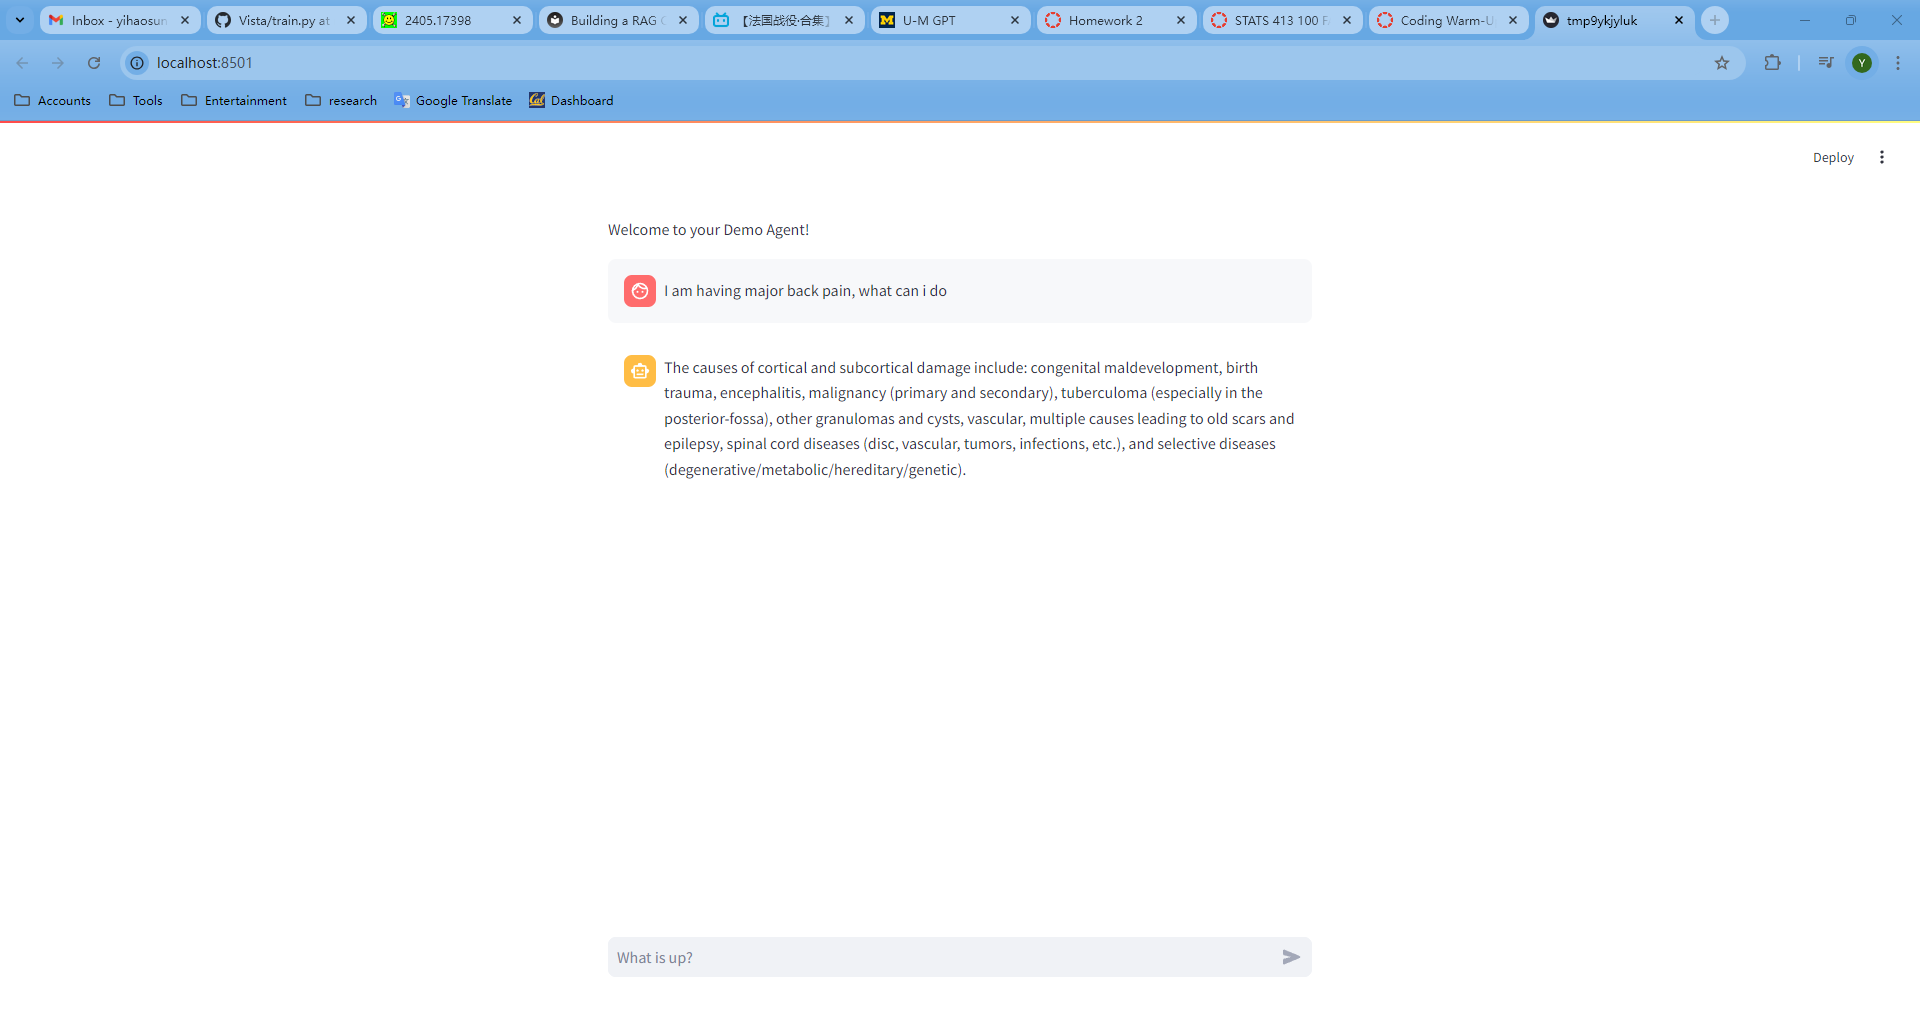 Inbox - yihaosun
Vista/train.py at
2405.17398
Building a RAG C
【法国战役·合集】
U-M GPT
Homework 2
STATS 413 100 F
Coding Warm-U
tmp9ykjyluk
localhost:8501
Y
Accounts
Tools
Entertainment
research
Google Translate
Cal
Dashboard
Deploy
Welcome to your Demo Agent!
I am having major back pain, what can i do
The causes of cortical and subcortical damage include: congenital maldevelopment, birth
trauma, encephalitis, malignancy (primary and secondary), tuberculoma (especially in the
posterior-fossa), other granulomas and cysts, vascular, multiple causes leading to old scars and
epilepsy, spinal cord diseases (disc, vascular, tumors, infections, etc.), and selective diseases
(degenerative/metabolic/hereditary/genetic).
What is up?